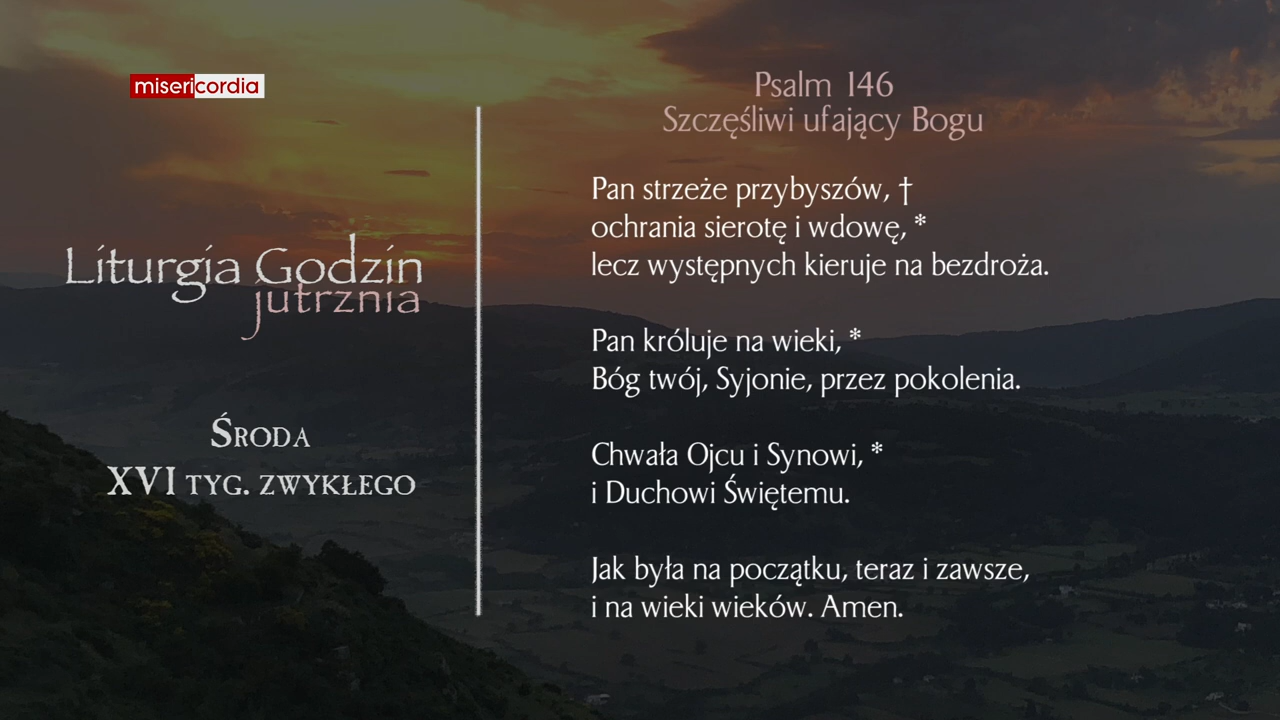 misericordia
Liturgia Godzin
jutrznia
Środa
XVI tyg. zwykłego
Psalm 146
Szczęśliwi ufający Bogu
Pan strzeże przybyszów, †
ochrania sierotę i wdowę, *
lecz występnych kieruje na bezdroża.
Pan króluje na wieki, *
Bóg twój, Syjonie, przez pokolenia.
Chwała Ojcu i Synowi, *
i Duchowi Świętemu.
Jak była na początku, teraz i zawsze,
i na wieki wieków. Amen.